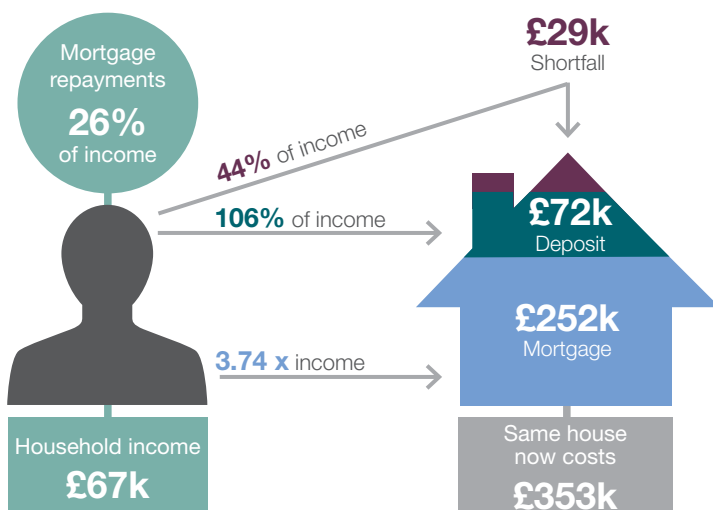 Mortgage
repayments
26%
of income
£29k
Shortfall
44% of income
106% of income
£72k
Deposit
£252k
Mortgage
3.74 x income
Household income
£67k
Same house
now costs
£353k